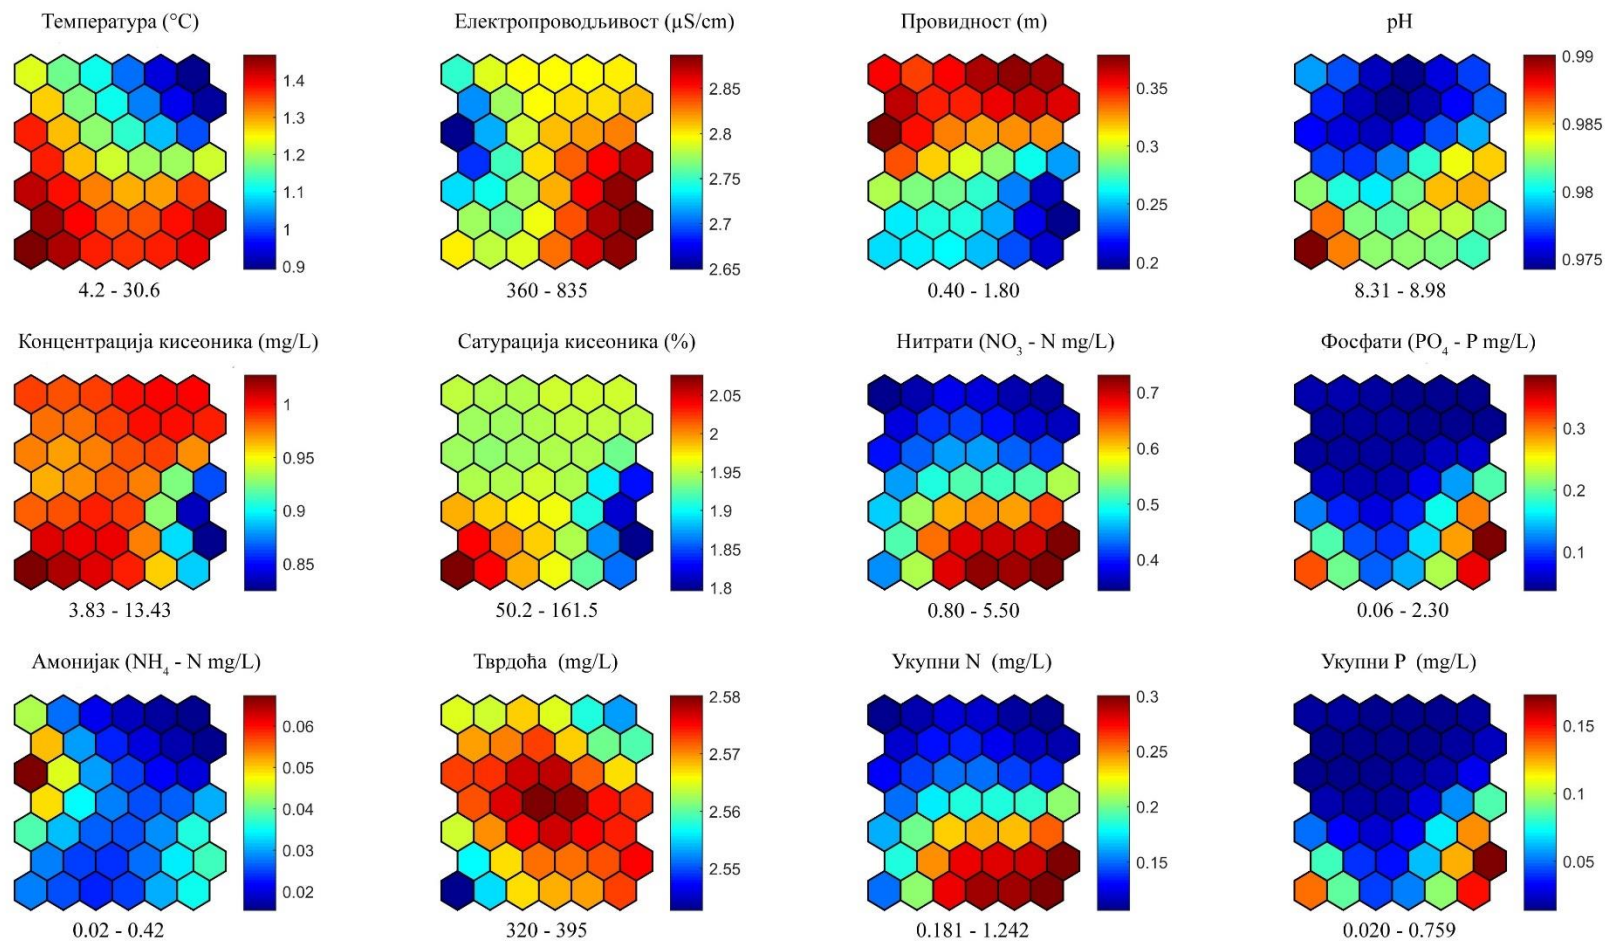 Температура (°C)
Електропроводљивост (µS/cm)
Провидност (m)
pH
1.4
1.3
1.2
1.1
1
0.9
2.85
2.8
2.75
2.7
2.65
0.35
0.3
0.25
0.2
0.99
0.985
0.98
0.975
4.2 - 30.6
360 - 835
0.40 - 1.80
8.31 - 8.98
Концентрација кисеоника (mg/L)
Сатурација кисеоника (%)
Нитрати (NO₃ - N mg/L)
Фосфати (PO₄ - P mg/L)
1
0.95
0.9
0.85
2.05
2
1.95
1.9
1.85
1.8
0.7
0.6
0.5
0.4
0.3
0.2
0.1
3.83 - 13.43
50.2 - 161.5
0.80 - 5.50
0.06 - 2.30
Амонијак (NH₄ - N mg/L)
Тврдоћа (mg/L)
Укупни N (mg/L)
Укупни P (mg/L)
0.06
0.05
0.04
0.03
0.02
2.58
2.57
2.56
2.55
0.3
0.25
0.2
0.15
0.15
0.1
0.05
0.02 - 0.42
320 - 395
0.181 - 1.242
0.020 - 0.759